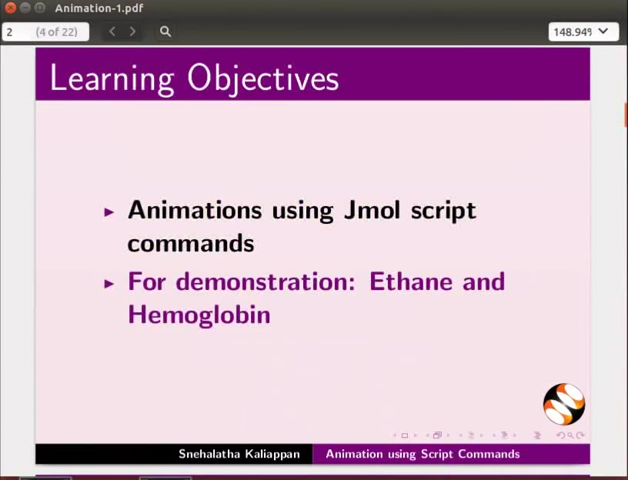 Animation-1.pdf
2 (4 of 22) 148.94%
Learning Objectives
Animations using Jmol script
commands
For demonstration: Ethane and
Hemoglobin
Snehalatha Kaliappan Animation using Script Commands